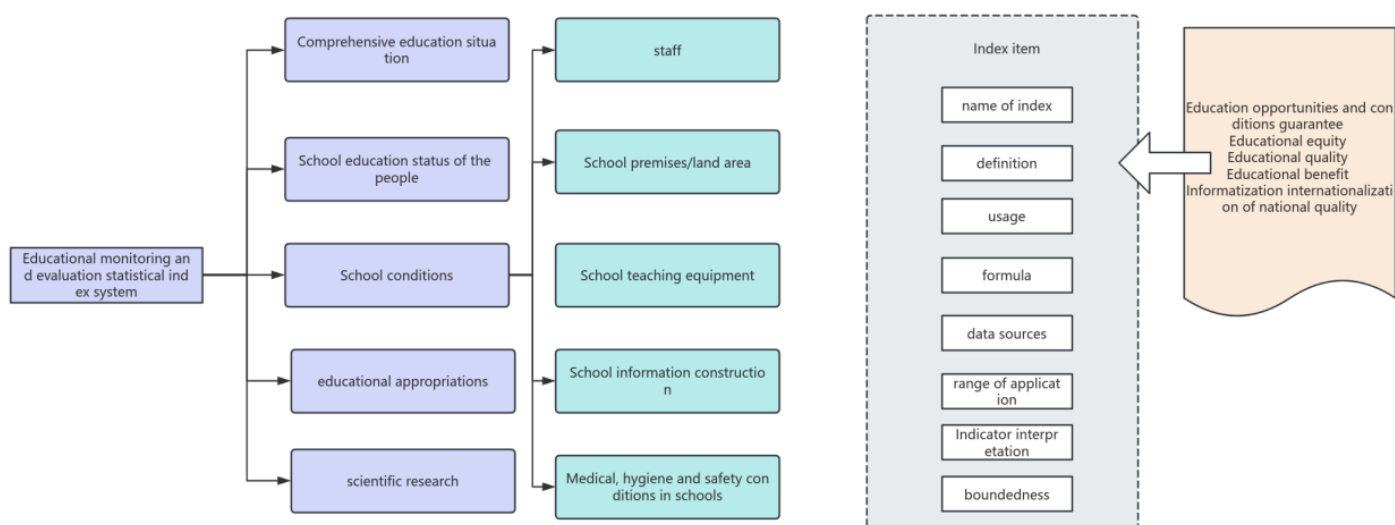 Educational monitoring an
d evaluation statistical ind
ex system
Comprehensive education situa
tion
School education status of the
people
School conditions
educational appropriations
scientific research
staff
School premises/land area
School teaching equipment
School information constructio
n
Medical, hygiene and safety con
ditions in schools
Index item
name of index
definition
usage
formula
data sources
range of applicat
ion
Indicator interpr
etation
boundedness
Education opportunities and con
ditions guarantee
Educational equity
Educational quality
Educational benefit
Informatization internationalizati
on of national quality